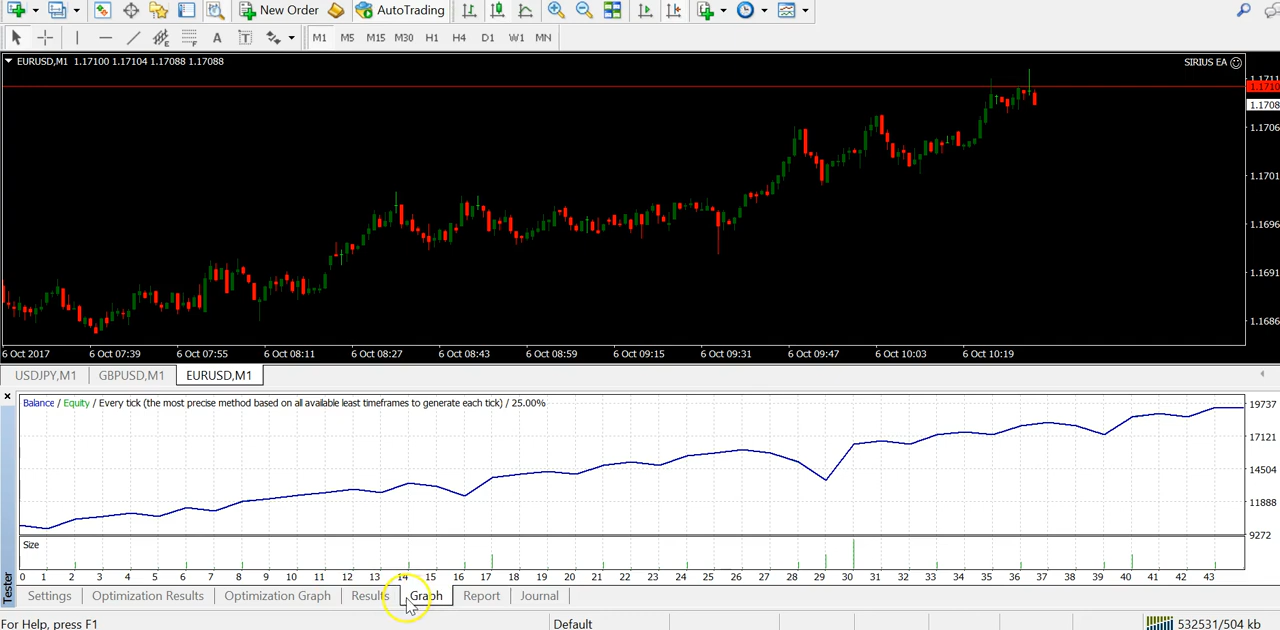 New Order AutoTrading
A T M1 M5 M15 M30 H1 H4 D1 W1 MN
EURUSD,M1 1.17100 1.17104 1.17088 1.17088 SIRIUS EA
1.1711
1.1710
1.1708
1.1706
1.1701
1.1696
1.1691
1.1686
6 Oct 2017 6 Oct 07:39 6 Oct 07:55 6 Oct 08:11 6 Oct 08:27 6 Oct 08:43 6 Oct 08:59 6 Oct 09:15 6 Oct 09:31 6 Oct 09:47 6 Oct 10:03 6 Oct 10:19
USDJPY,M1 GBPUSD,M1 EURUSD,M1
Balance / Equity / Every tick (the most precise method based on all available least timeframes to generate each tick) / 25.00%
19737
17121
14504
11888
9272
Size
0 1 2 3 4 5 6 7 8 9 10 11 12 13 14 15 16 17 18 19 20 21 22 23 24 25 26 27 28 29 30 31 32 33 34 35 36 37 38 39 40 41 42 43
Tester
Settings Optimization Results Optimization Graph Results Graph Report Journal
For Help, press F1 Default 532531/504 kb